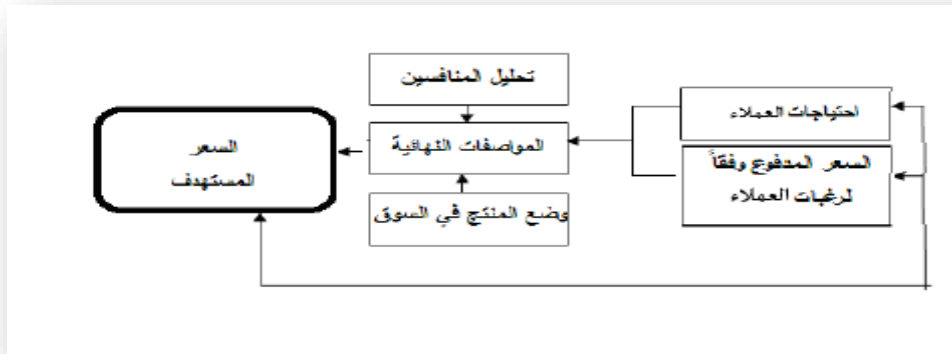 تحليل المنافسين
احتياجات العملاء
المواصفات النهائية
السعر
المستهدف
السعر المدفوع وفقاً
لرغبات العملاء
وضع المنتج في السوق